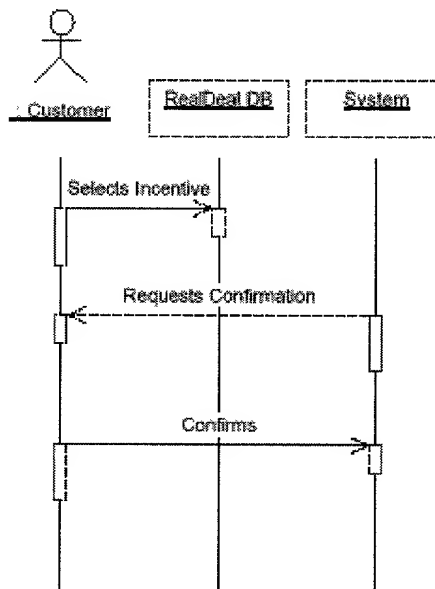 : Customer
RealDeal DB
System
Selects Incentive
Requests Confirmation
Confirms